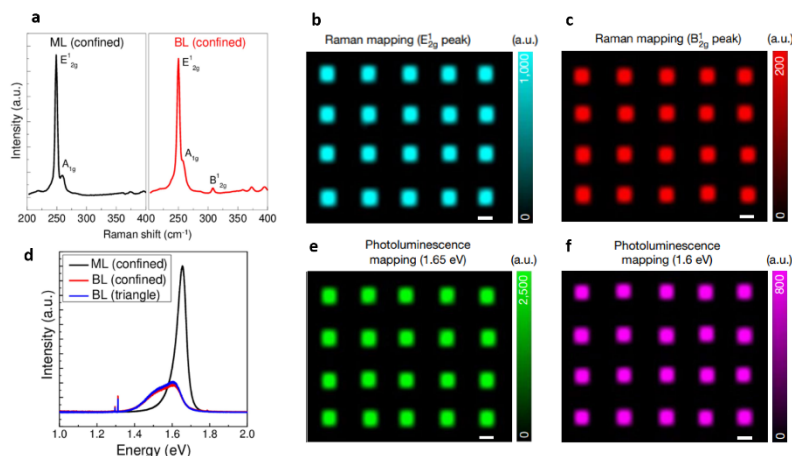 a
ML (confined)
BL (confined)
E¹₂g
A₁g
E¹₂g
A₁g
B¹₂g
Intensity (a.u.)
200 250 300 350 400 250 300 350 400
Raman shift (cm⁻¹)
b
Raman mapping (E¹₂g peak)
(a.u.)
1,000
0
c
Raman mapping (B¹₂g peak)
(a.u.)
200
0
d
ML (confined)
BL (confined)
BL (triangle)
Intensity (a.u.)
1.0 1.2 1.4 1.6 1.8 2.0
Energy (eV)
e
Photoluminescence
mapping (1.65 eV)
(a.u.)
2,500
0
f
Photoluminescence
mapping (1.6 eV)
(a.u.)
800
0